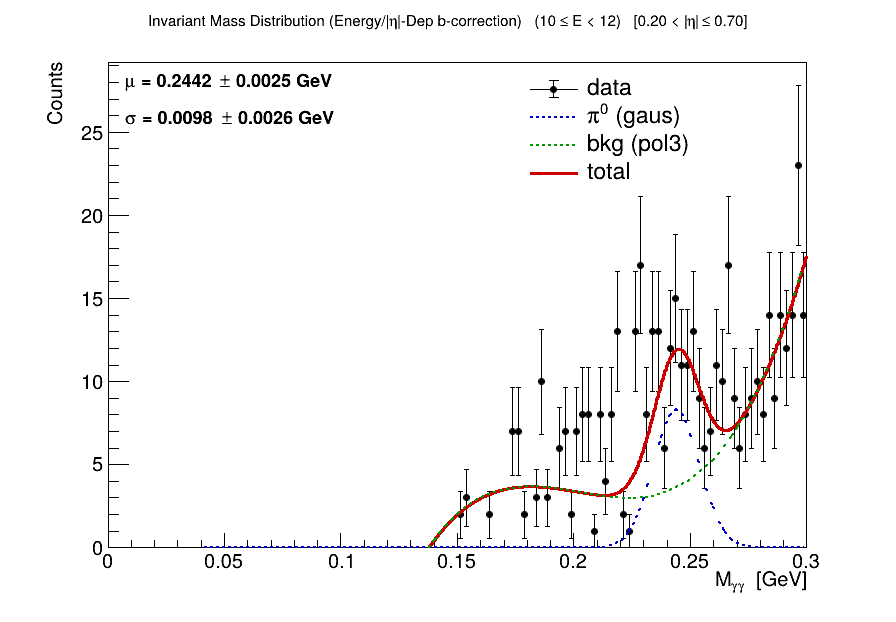 Invariant Mass Distribution (Energy/|η|-Dep b-correction) (10 ≤ E < 12) [0.20 < |η| ≤ 0.70]
μ = 0.2442 ± 0.0025 GeV
σ = 0.0098 ± 0.0026 GeV
data
π⁰ (gaus)
bkg (pol3)
total
Counts
25
20
15
10
5
0
0 0.05 0.1 0.15 0.2 0.25 0.3
Mγγ [GeV]